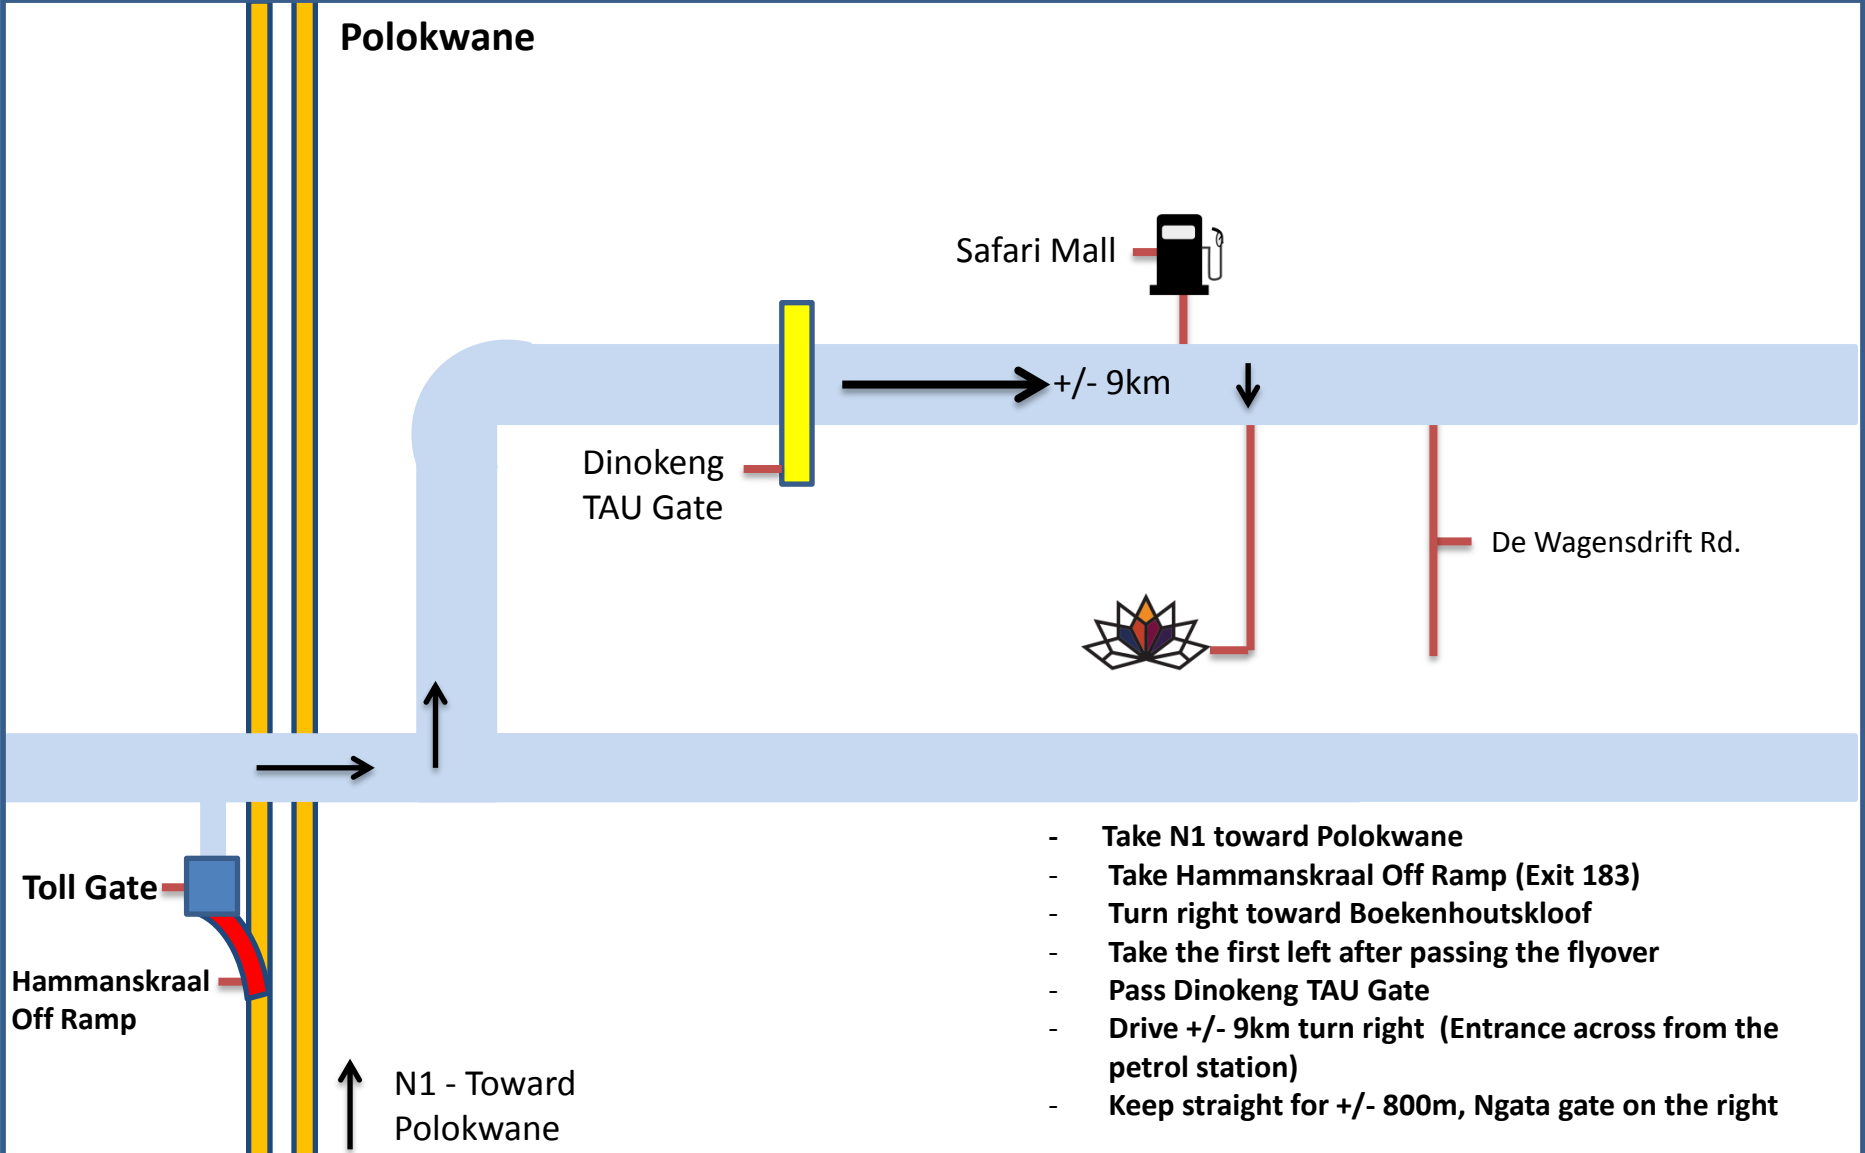 Polokwane
Safari Mall
+/- 9km
Dinokeng
TAU Gate
De Wagensdrift Rd.
Toll Gate
Hammanskraal
Off Ramp
N1 - Toward
Polokwane
- Take N1 toward Polokwane
- Take Hammanskraal Off Ramp (Exit 183)
- Turn right toward Boekenhoutskloof
- Take the first left after passing the flyover
- Pass Dinokeng TAU Gate
- Drive +/- 9km turn right (Entrance across from the
petrol station)
- Keep straight for +/- 800m, Ngata gate on the right